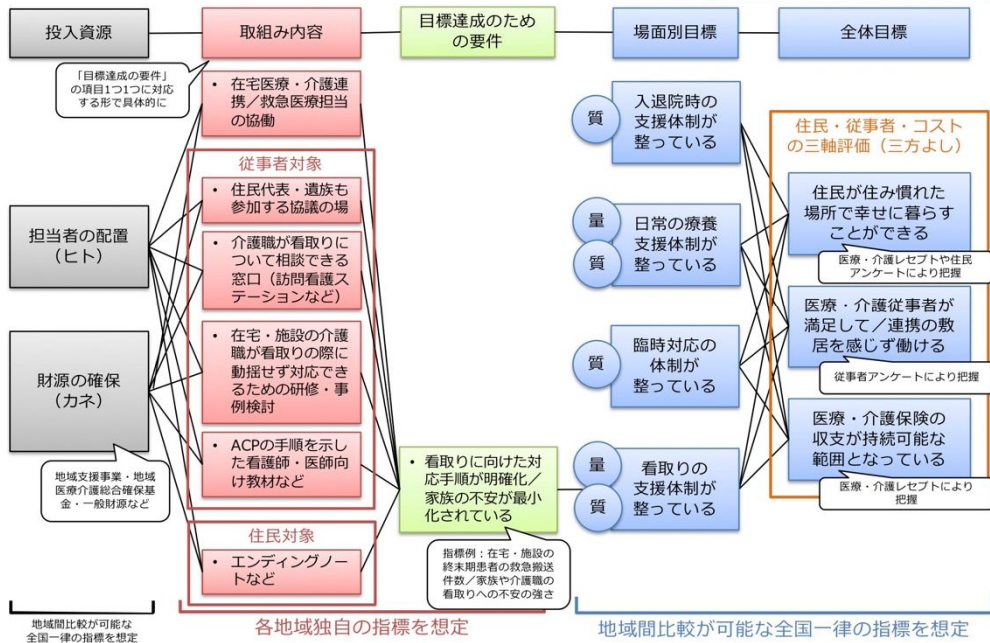 投入資源
取組み内容
目標達成のため
の要件
場面別目標
全体目標
「目標達成の要件」
の項目1つ1つに対応
する形で具体的に
• 在宅医療・介護連
携／救急医療担当
の協働
従事者対象
• 住民代表・遺族も
参加する協議の場
• 介護職が看取りに
ついて相談できる
窓口（訪問看護ス
テーションなど）
• 在宅・施設の介護
職が看取りの際に
動揺せず対応でき
るための研修・事
例検討
• ACPの手順を示し
た看護師・医師向
け教材など
住民対象
• エンディングノ
ートなど
担当者の配置
（ヒト）
財源の確保
（カネ）
地域支援事業・地域
医療介護総合確保基
金・一般財源など
• 看取りに向けた対
応手順が明確化／
家族の不安が最小
化されている
指標例：在宅・施設の
終末期患者の救急搬送
件数／家族や介護職の
看取りへの不安の強さ
質
入退院時の
支援体制が
整っている
量
質
日常の療養
支援体制が
整っている
質
臨時対応の
体制が
整っている
量
質
看取りの
支援体制が
整っている
住民・従事者・コスト
の三軸評価（三方よし）
住民が住み慣れた
場所で幸せに暮らす
ことができる
医療・介護レセプトや住民
アンケートにより把握
医療・介護従事者が
満足して／連携の敷
居を感じず働ける
従事者アンケートにより把握
医療・介護保険の
収支が持続可能な
範囲となっている
医療・介護レセプトにより
把握
地域間比較が可能な
全国一律の指標を想定
各地域独自の指標を想定
地域間比較が可能な全国一律の指標を想定